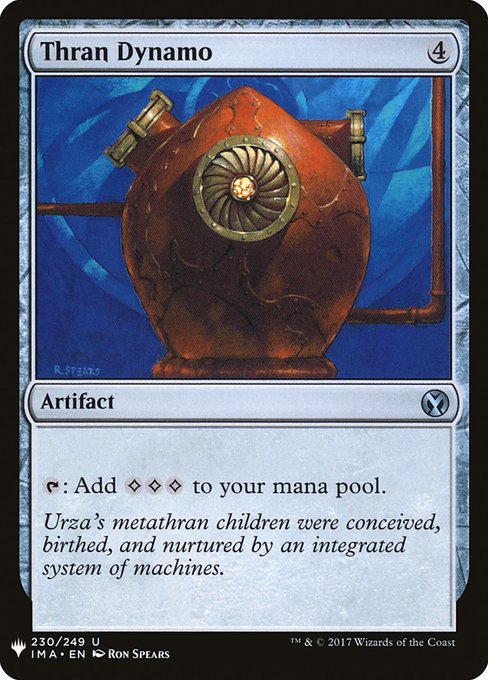 Thran Dynamo 4
R. SPEARS
Artifact
: Add ◇◇◇ to your mana pool.
Urza's metathran children were conceived,
birthed, and nurtured by an integrated
system of machines.
230/249 U
IMA • EN Ron Spears
™ & © 2017 Wizards of the Coast